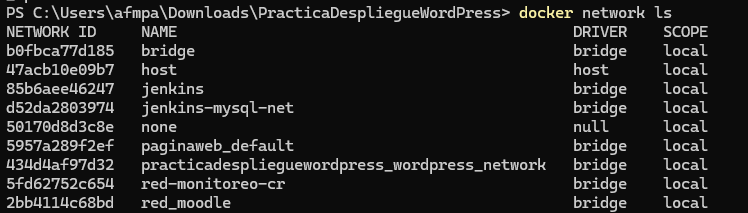 PS C:\Users\afmpa\Downloads\PracticaDespliegueWordPress> docker network ls
NETWORK ID     NAME                                             DRIVER    SCOPE
b0fbca77d185   bridge                                           bridge    local
47acb10e09b7   host                                             host      local
85b6aee46247   jenkins                                          bridge    local
d52da2803974   jenkins-mysql-net                                bridge    local
50170d8d3c8e   none                                             null      local
5957a289f2ef   paginaweb_default                                bridge    local
434d4af97d32   practicadesplieguewordpress_wordpress_network   bridge    local
5fd62752c654   red-monitoreo-cr                                 bridge    local
2bb4114c68bd   red_moodle                                       bridge    local